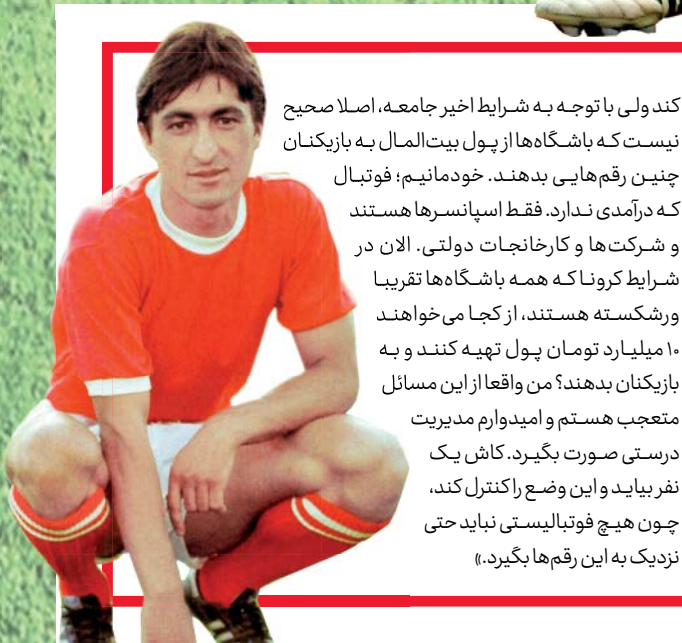 کند ولی با توجه به شرایط اخیر جامعه، اصلا صحیح
نیست که باشگاه‌ها از پول بیت‌المال به بازیکنان
چنین رقم‌هایی بدهند. خودمانیم؛ فوتبال
که درآمدی ندارد. فقط اسپانسرها هستند
و شرکت‌ها و کارخانجات دولتی. الان در
شرایط کرونا که همه باشگاه‌ها تقریبا
ورشکسته هستند، از کجا می‌خواهند
۱۰ میلیارد تومان پول تهیه کنند و به
بازیکنان بدهند؟ من واقعا از این مسائل
متعجب هستم و امیدوارم مدیریت
درستی صورت بگیرد. کاش یک
نفر بیاید و این وضع را کنترل کند،
چون هیچ فوتبالیستی نباید حتی
نزدیک به این رقم‌ها بگیرد.»